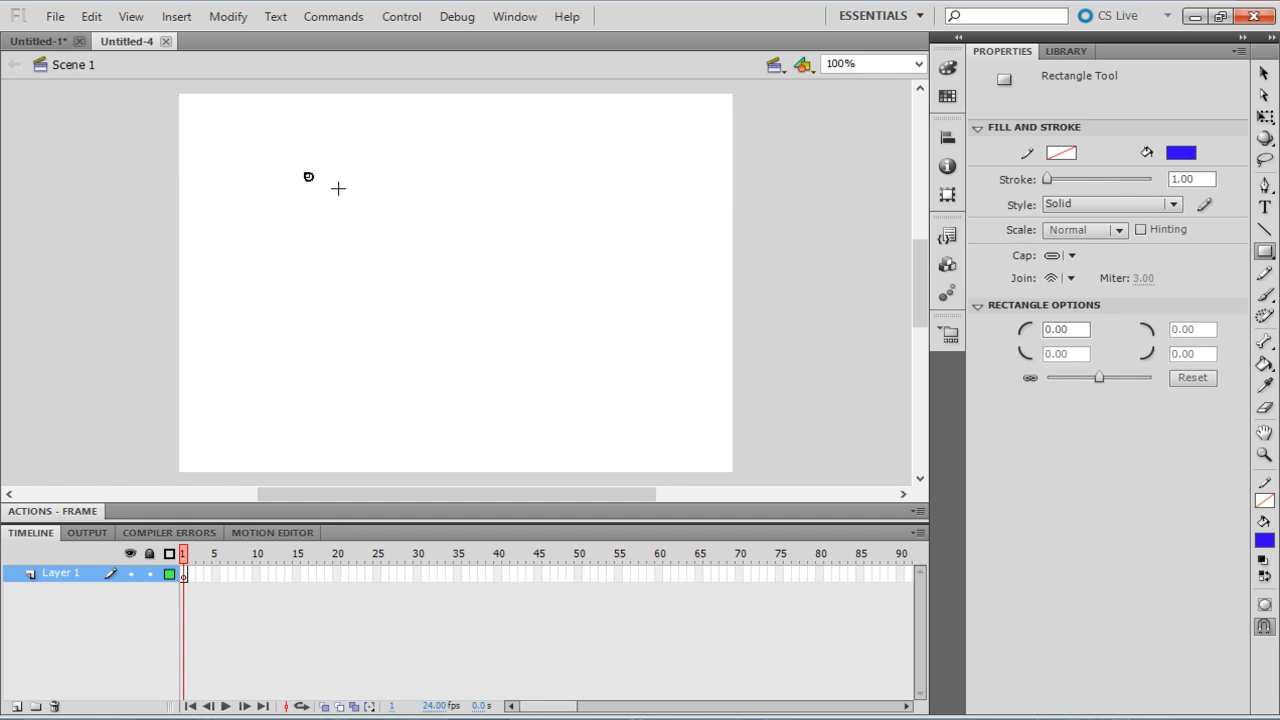 Fl File Edit View Insert Modify Text Commands Control Debug Window Help ESSENTIALS CS Live
Untitled-1* Untitled-4
Scene 1 100%
PROPERTIES LIBRARY
Rectangle Tool
FILL AND STROKE
Stroke: 1.00
Style: Solid
Scale: Normal Hinting
Cap:
Join: Miter: 3.00
RECTANGLE OPTIONS
0.00 0.00
0.00 0.00
Reset
ACTIONS - FRAME
TIMELINE OUTPUT COMPILER ERRORS MOTION EDITOR
1 5 10 15 20 25 30 35 40 45 50 55 60 65 70 75 80 85 90
Layer 1
1 24.00 fps 0.0 s